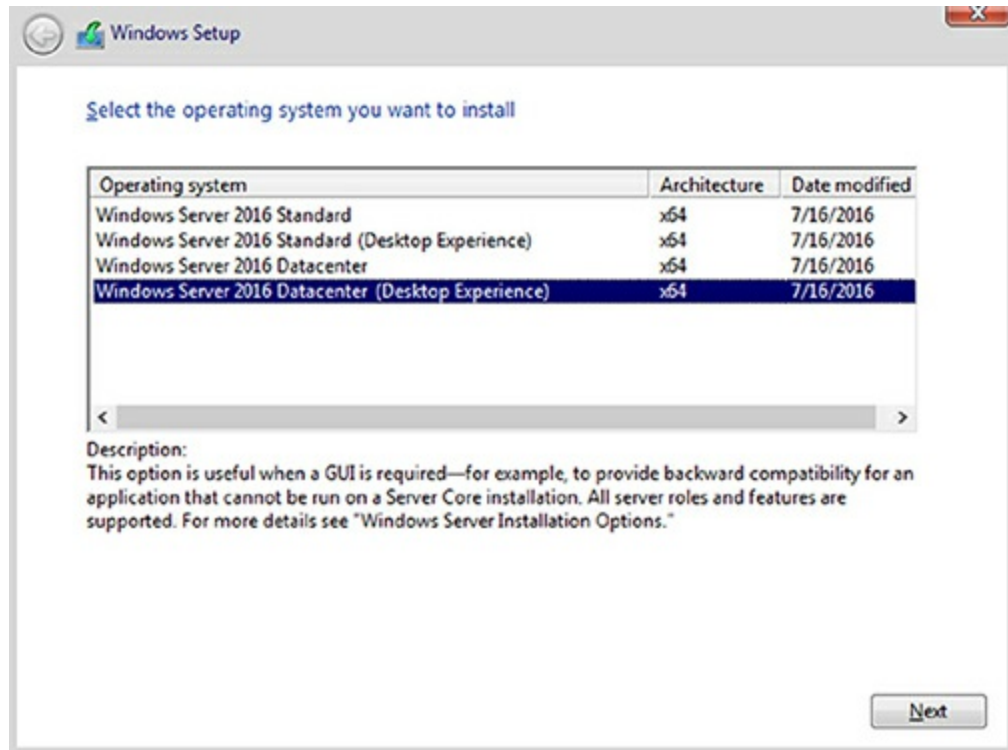 Windows Setup
Select the operating system you want to install
Operating system Architecture Date modified
Windows Server 2016 Standard x64 7/16/2016
Windows Server 2016 Standard (Desktop Experience) x64 7/16/2016
Windows Server 2016 Datacenter x64 7/16/2016
Windows Server 2016 Datacenter (Desktop Experience) x64 7/16/2016
Description:
This option is useful when a GUI is required—for example, to provide backward compatibility for an
application that cannot be run on a Server Core installation. All server roles and features are
supported. For more details see "Windows Server Installation Options."
Next